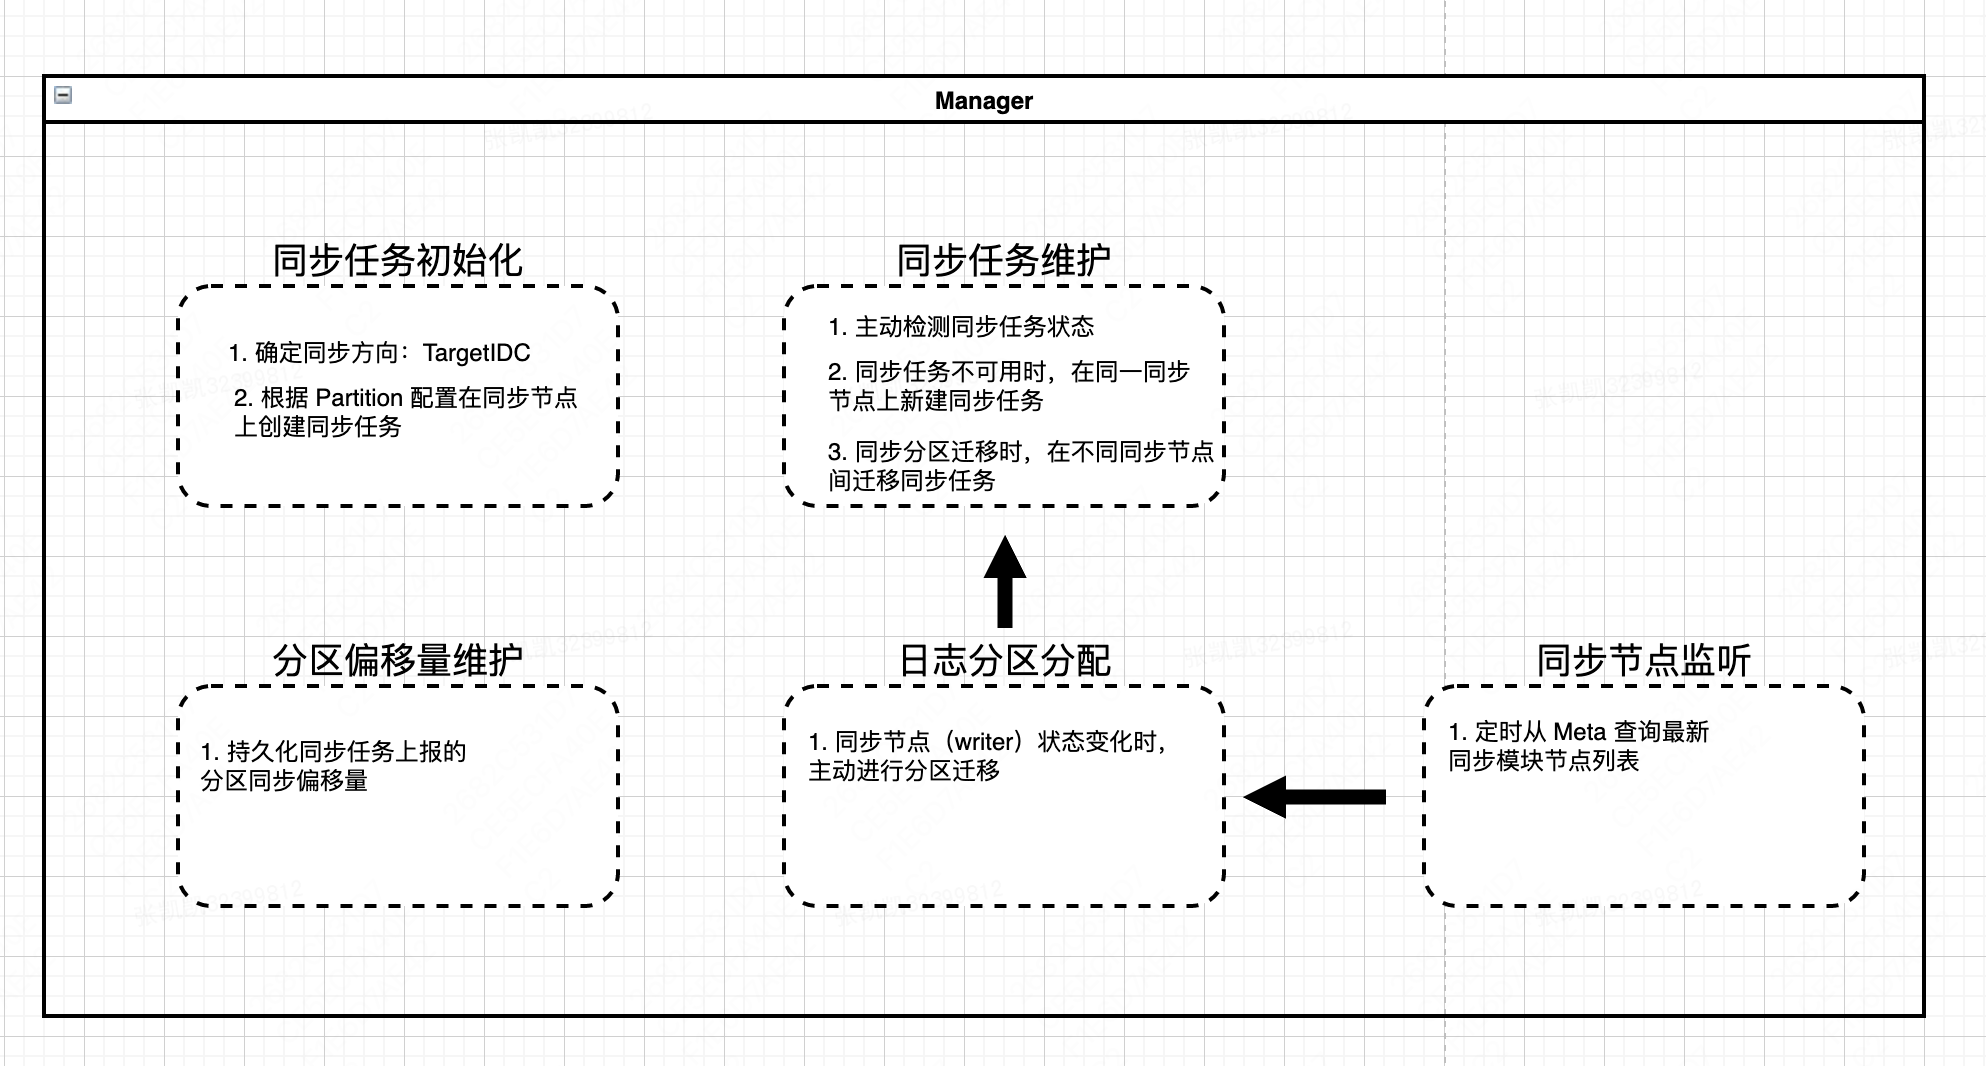 Manager
同步任务初始化
1. 确定同步方向：TargetIDC
2. 根据 Partition 配置在同步节点
上创建同步任务
同步任务维护
1. 主动检测同步任务状态
2. 同步任务不可用时，在同一同步
节点上新建同步任务
3. 同步分区迁移时，在不同同步节点
间迁移同步任务
分区偏移量维护
1. 持久化同步任务上报的
分区同步偏移量
日志分区分配
1. 同步节点（writer）状态变化时，
主动进行分区迁移
同步节点监听
1. 定时从 Meta 查询最新
同步模块节点列表